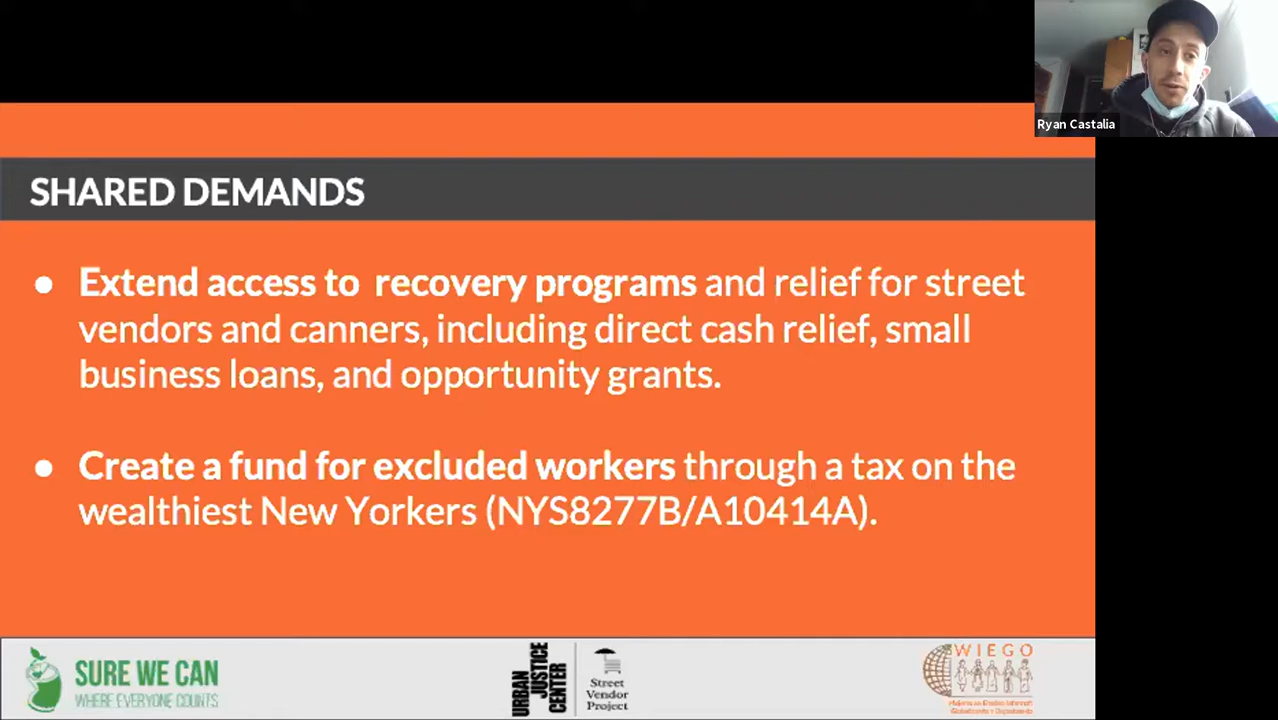 Ryan Castalia
SHARED DEMANDS
● Extend access to recovery programs and relief for street
vendors and canners, including direct cash relief, small
business loans, and opportunity grants.
● Create a fund for excluded workers through a tax on the
wealthiest New Yorkers (NYS8277B/A10414A).
SURE WE CAN
WHERE EVERYONE COUNTS
URBAN
JUSTICE
CENTER
Street
Vendor
Project
WIEGO